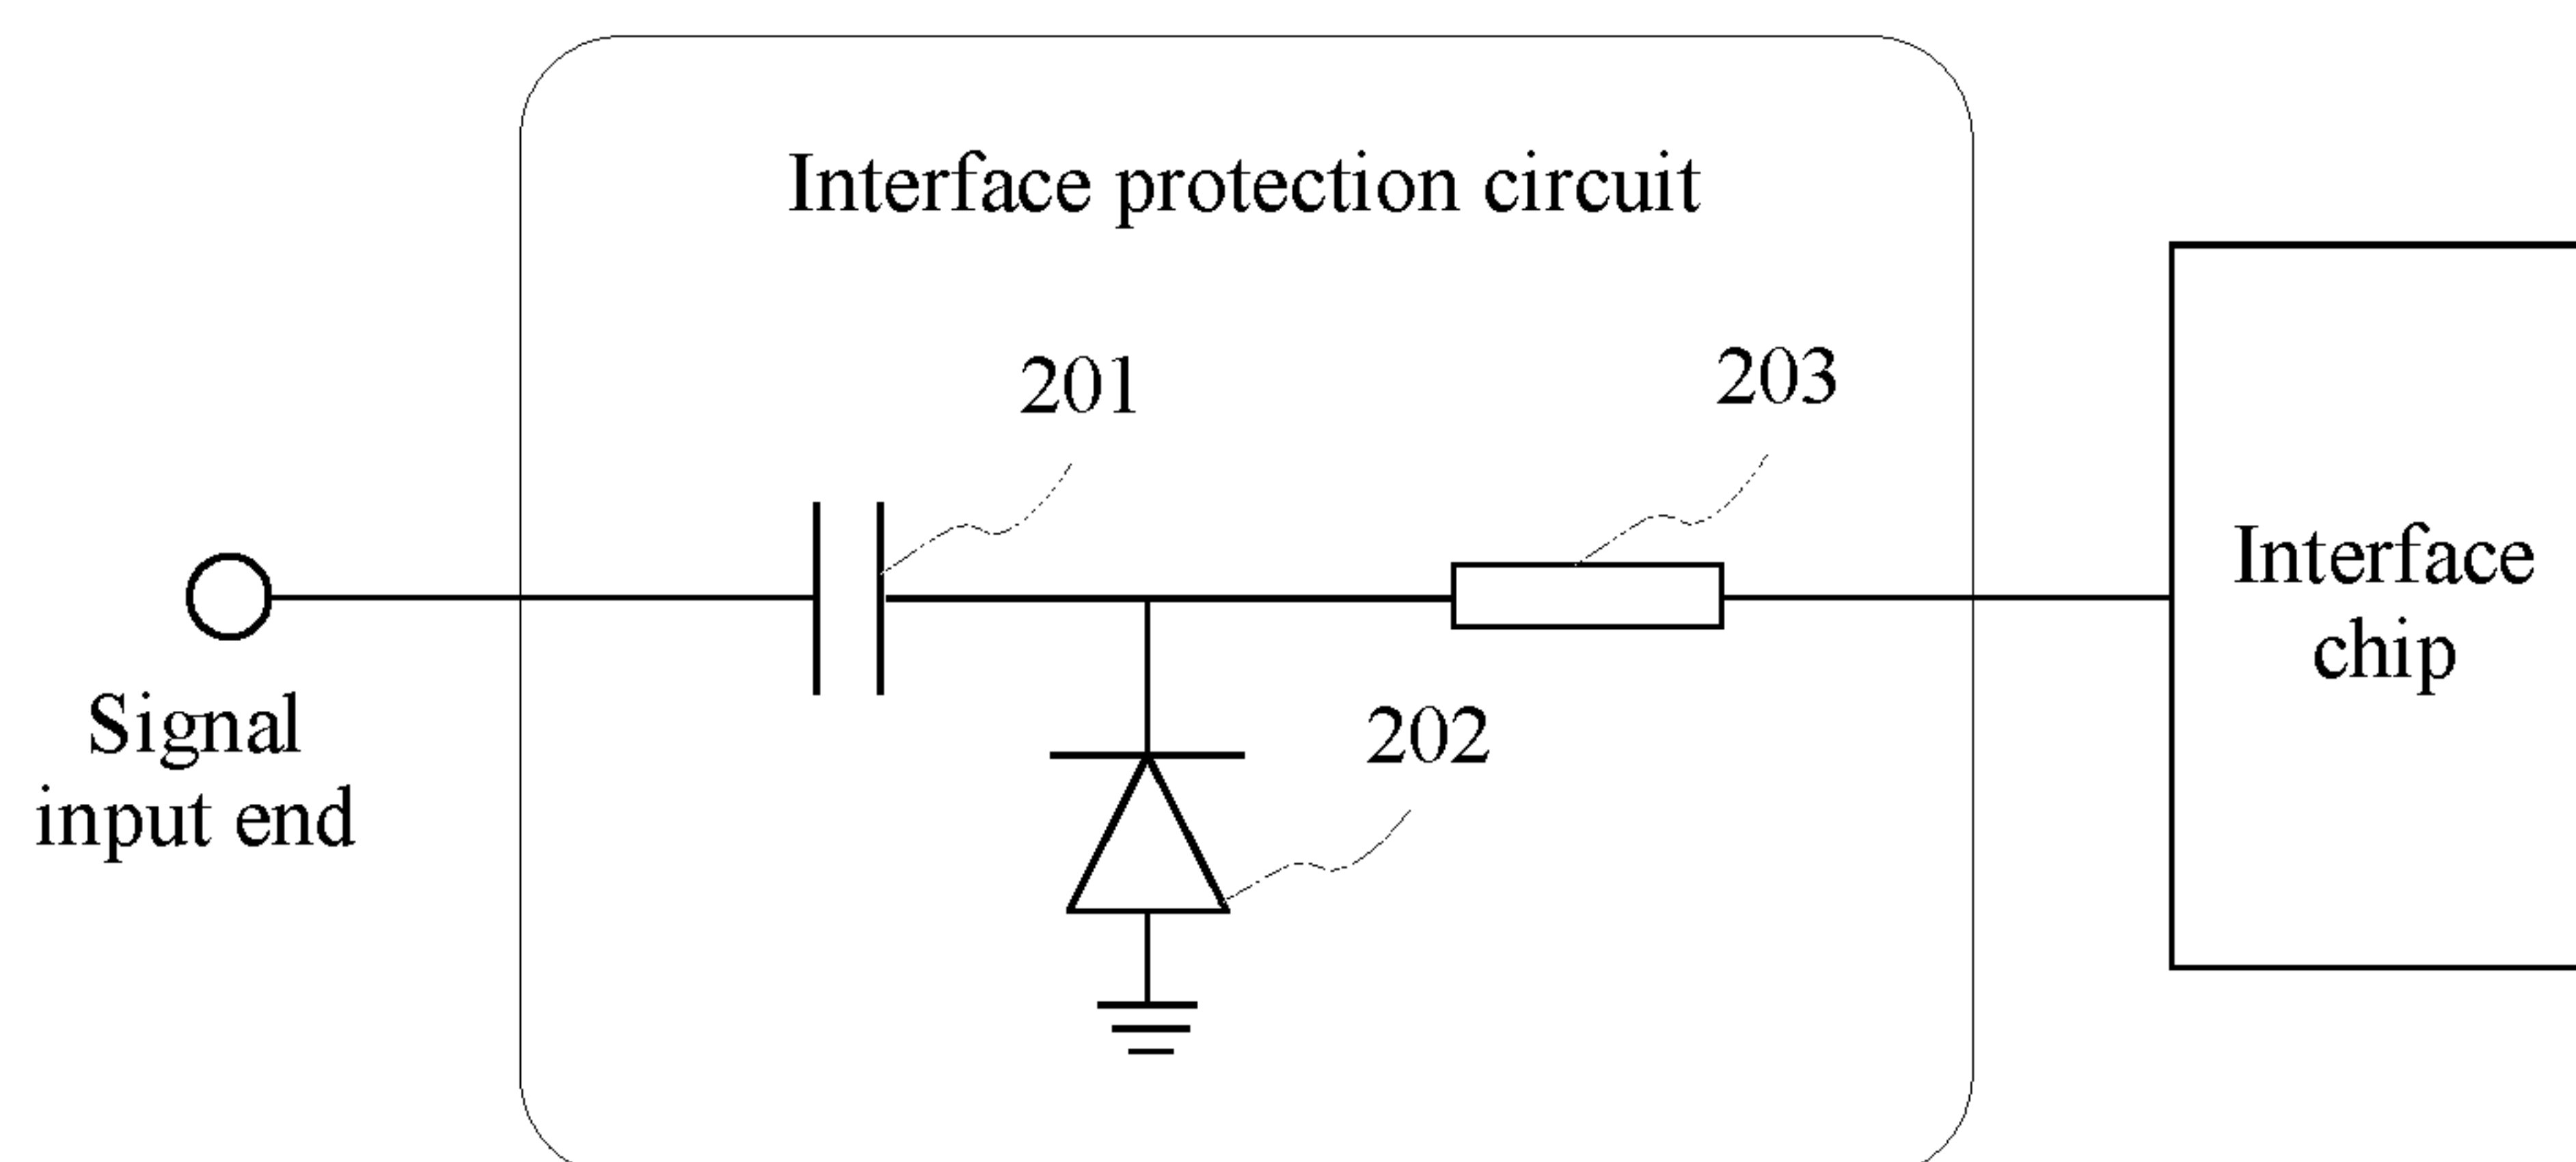 Interface protection circuit
201
203
Interface
chip
Signal
input end
202